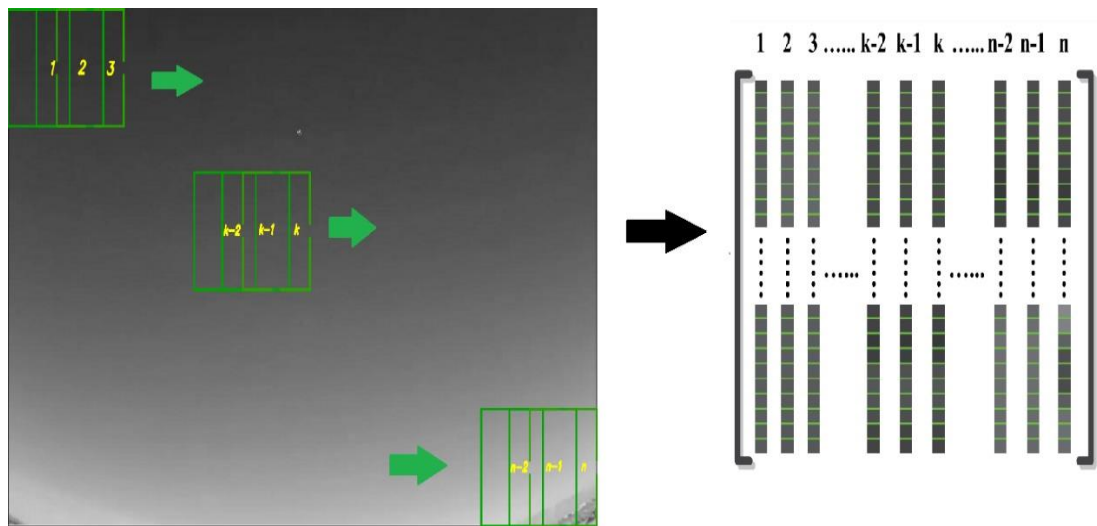 1 2 3
k-2 k-1 k
n-2 n-1 n
1 2 3 ...... k-2 k-1 k ...... n-2 n-1 n
...... ......